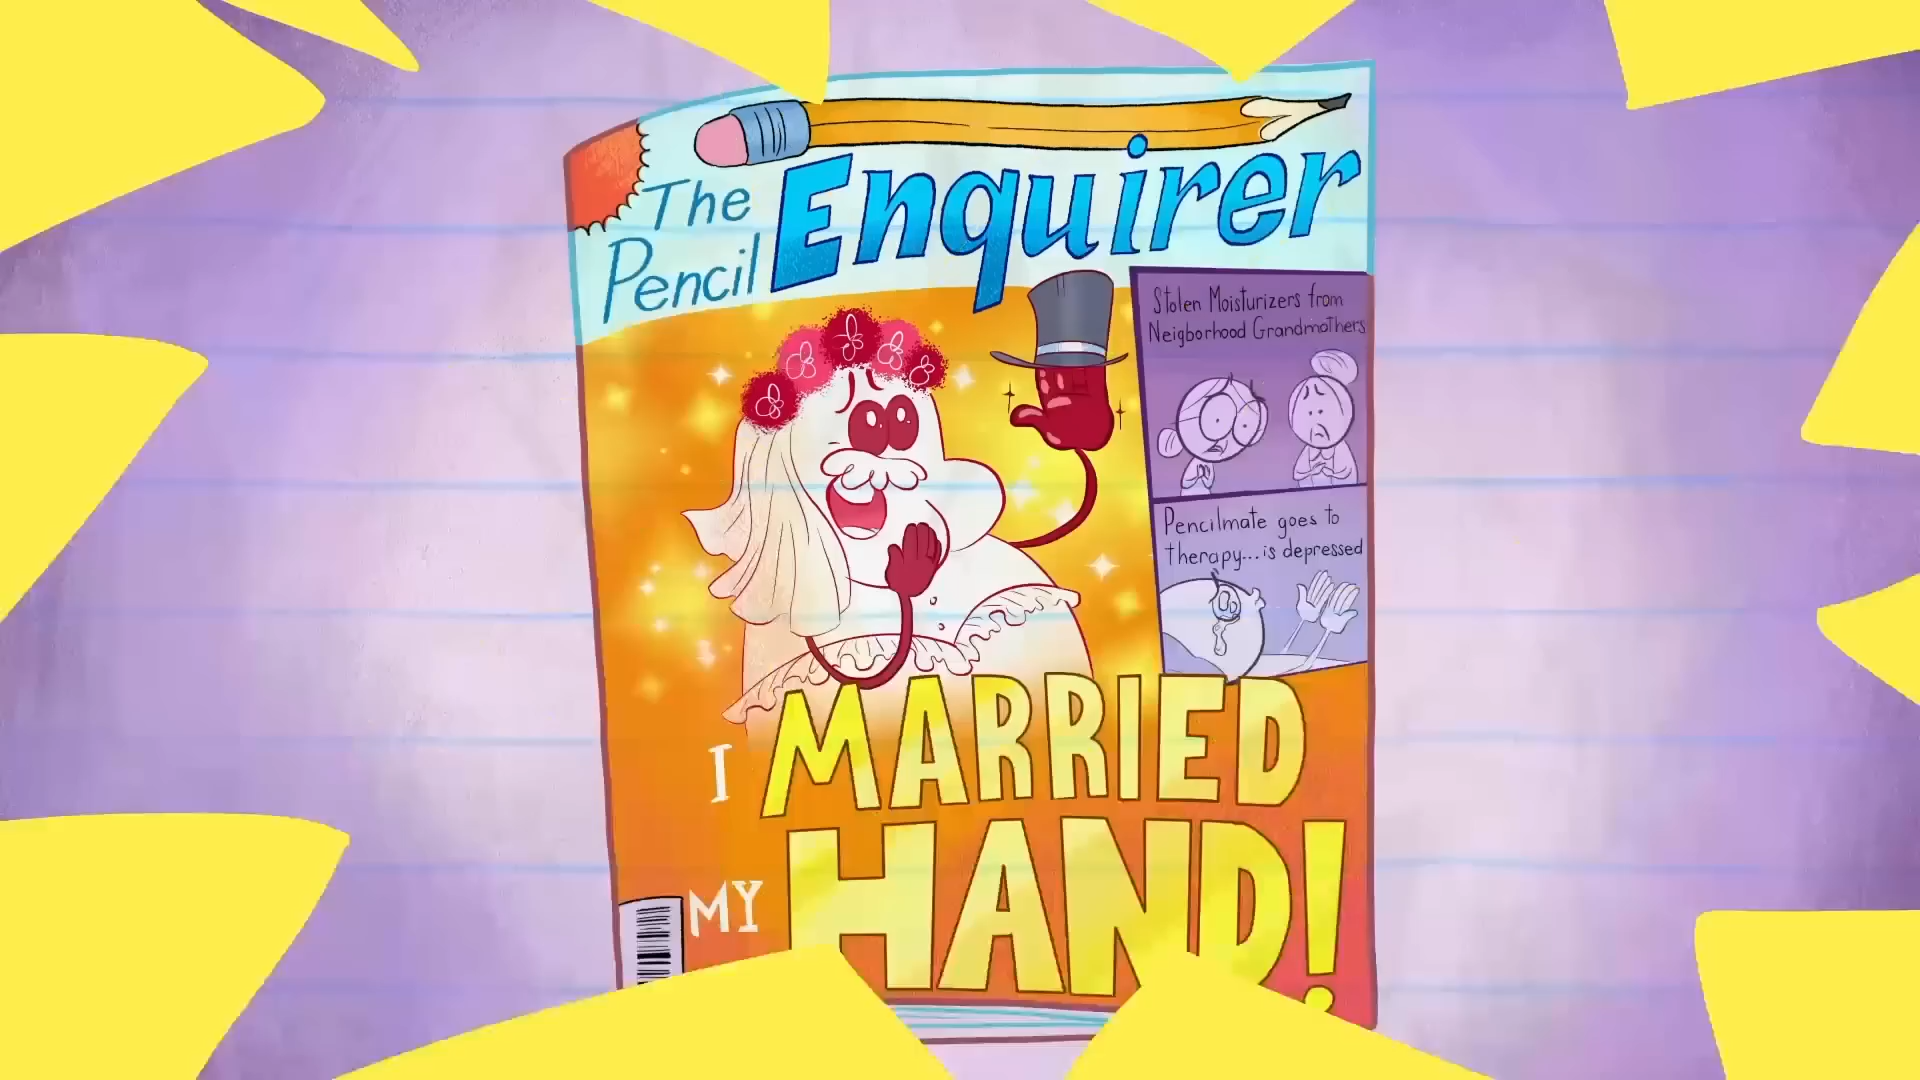 The
Pencil
Enquirer
Stolen Moisturizers from
Neigborhood Grandmothers
Pencilmate goes to
therapy...is depressed
I MARRIED
MY HAND!